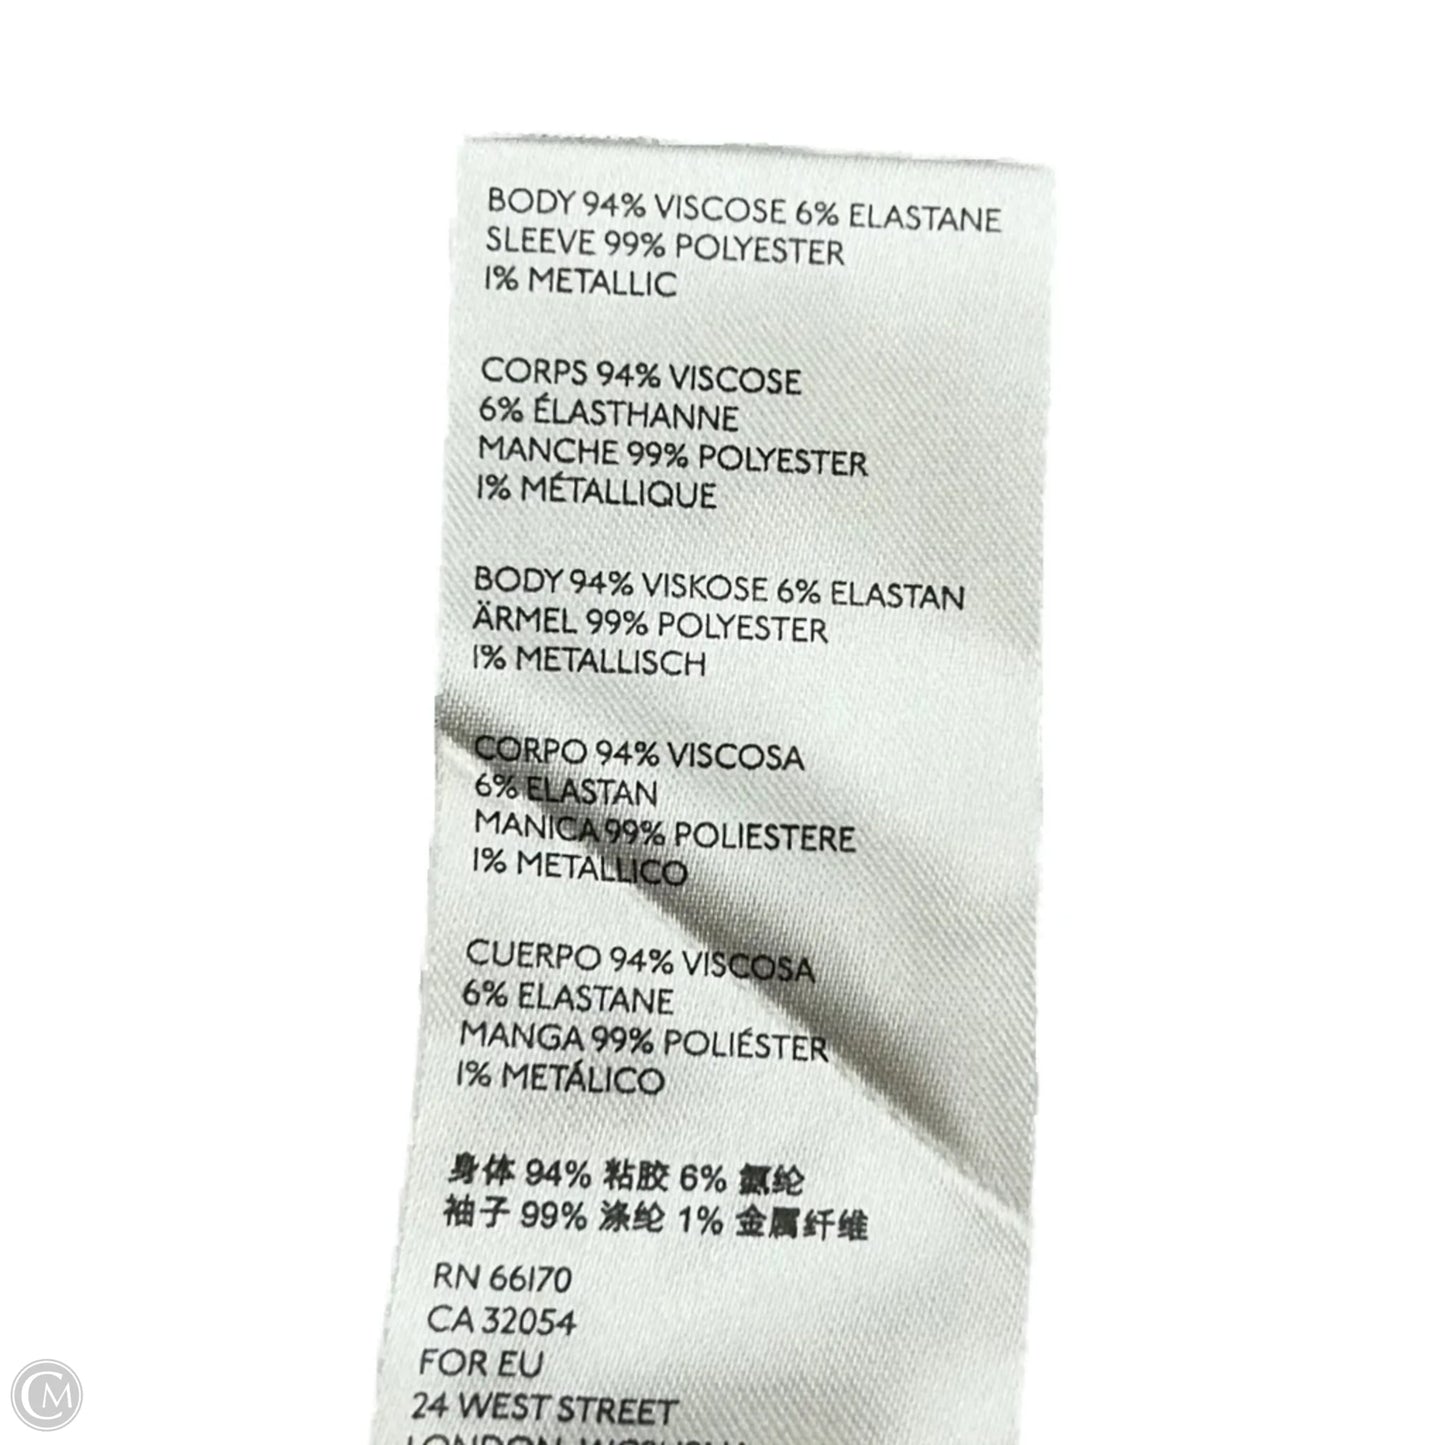 BODY 94% VISCOSE 6% ELASTANE
SLEEVE 99% POLYESTER
1% METALLIC
CORPS 94% VISCOSE
6% ÉLASTHANNE
MANCHE 99% POLYESTER
1% MÉTALLIQUE
BODY 94% VISKOSE 6% ELASTAN
ÄRMEL 99% POLYESTER
1% METALLISCH
CORPO 94% VISCOSA
6% ELASTAN
MANICA 99% POLIESTERE
1% METALLICO
CUERPO 94% VISCOSA
6% ELASTANE
MANGA 99% POLIÉSTER
1% METÁLICO
身体 94% 粘胶 6% 氨纶
袖子 99% 涤纶 1% 金属纤维
RN 66170
CA 32054
FOR EU
24 WEST STREET
LONDON
CM